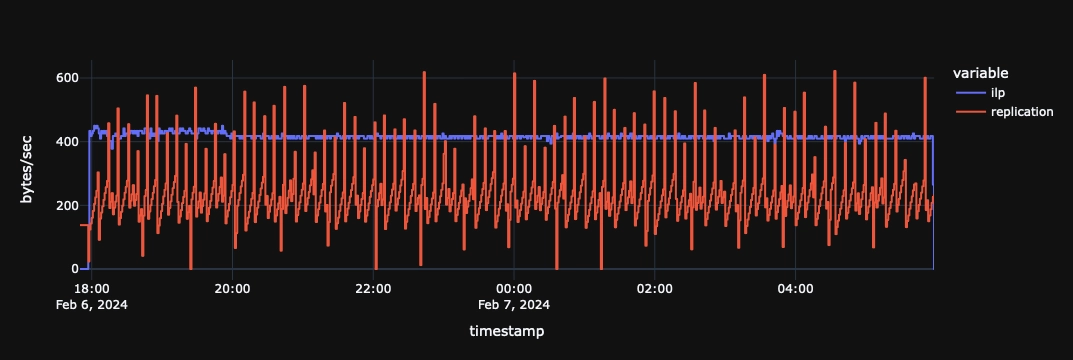 variable
ilp
replication
600
400
200
0
bytes/sec
18:00 20:00 22:00 00:00 02:00 04:00
Feb 6, 2024 Feb 7, 2024
timestamp